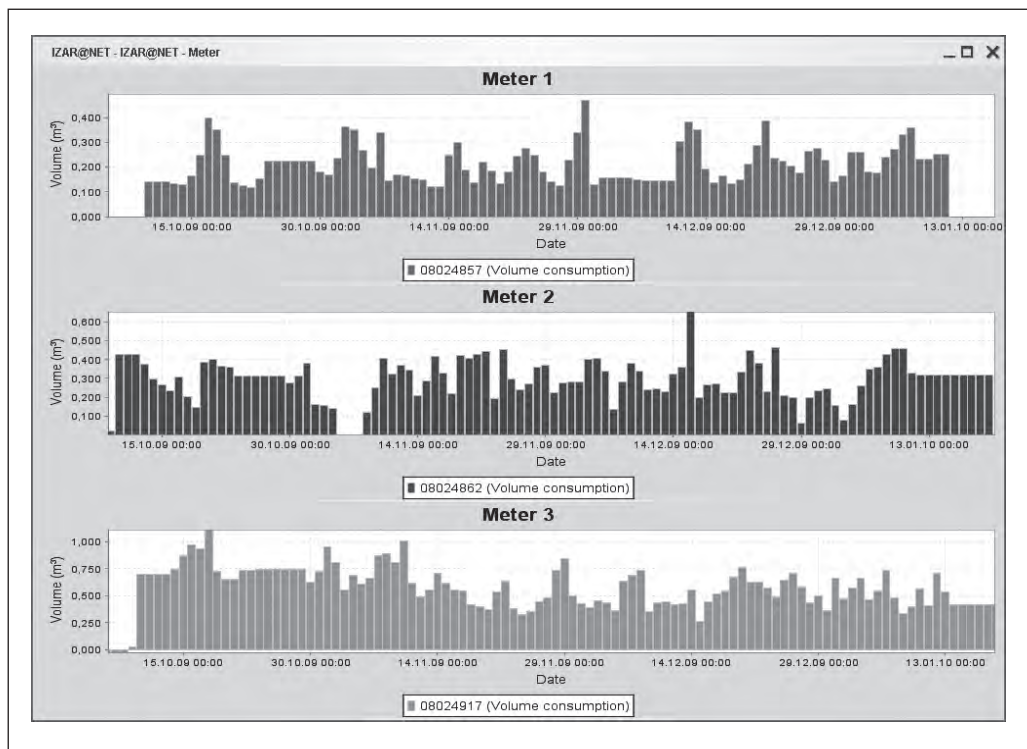 IZAR@NET - IZAR@NET - Meter
Meter 1
Volume (m³)
0,400
0,300
0,200
0,100
0,000
15.10.09 00:00 30.10.09 00:00 14.11.09 00:00 29.11.09 00:00 14.12.09 00:00 29.12.09 00:00 13.01.10 00:00
Date
08024857 (Volume consumption)
Meter 2
Volume (m³)
0,600
0,500
0,400
0,300
0,200
0,100
15.10.09 00:00 30.10.09 00:00 14.11.09 00:00 29.11.09 00:00 14.12.09 00:00 29.12.09 00:00 13.01.10 00:00
Date
08024862 (Volume consumption)
Meter 3
Volume (m³)
1,000
0,750
0,500
0,250
0,000
15.10.09 00:00 30.10.09 00:00 14.11.09 00:00 29.11.09 00:00 14.12.09 00:00 29.12.09 00:00 13.01.10 00:00
Date
08024917 (Volume consumption)